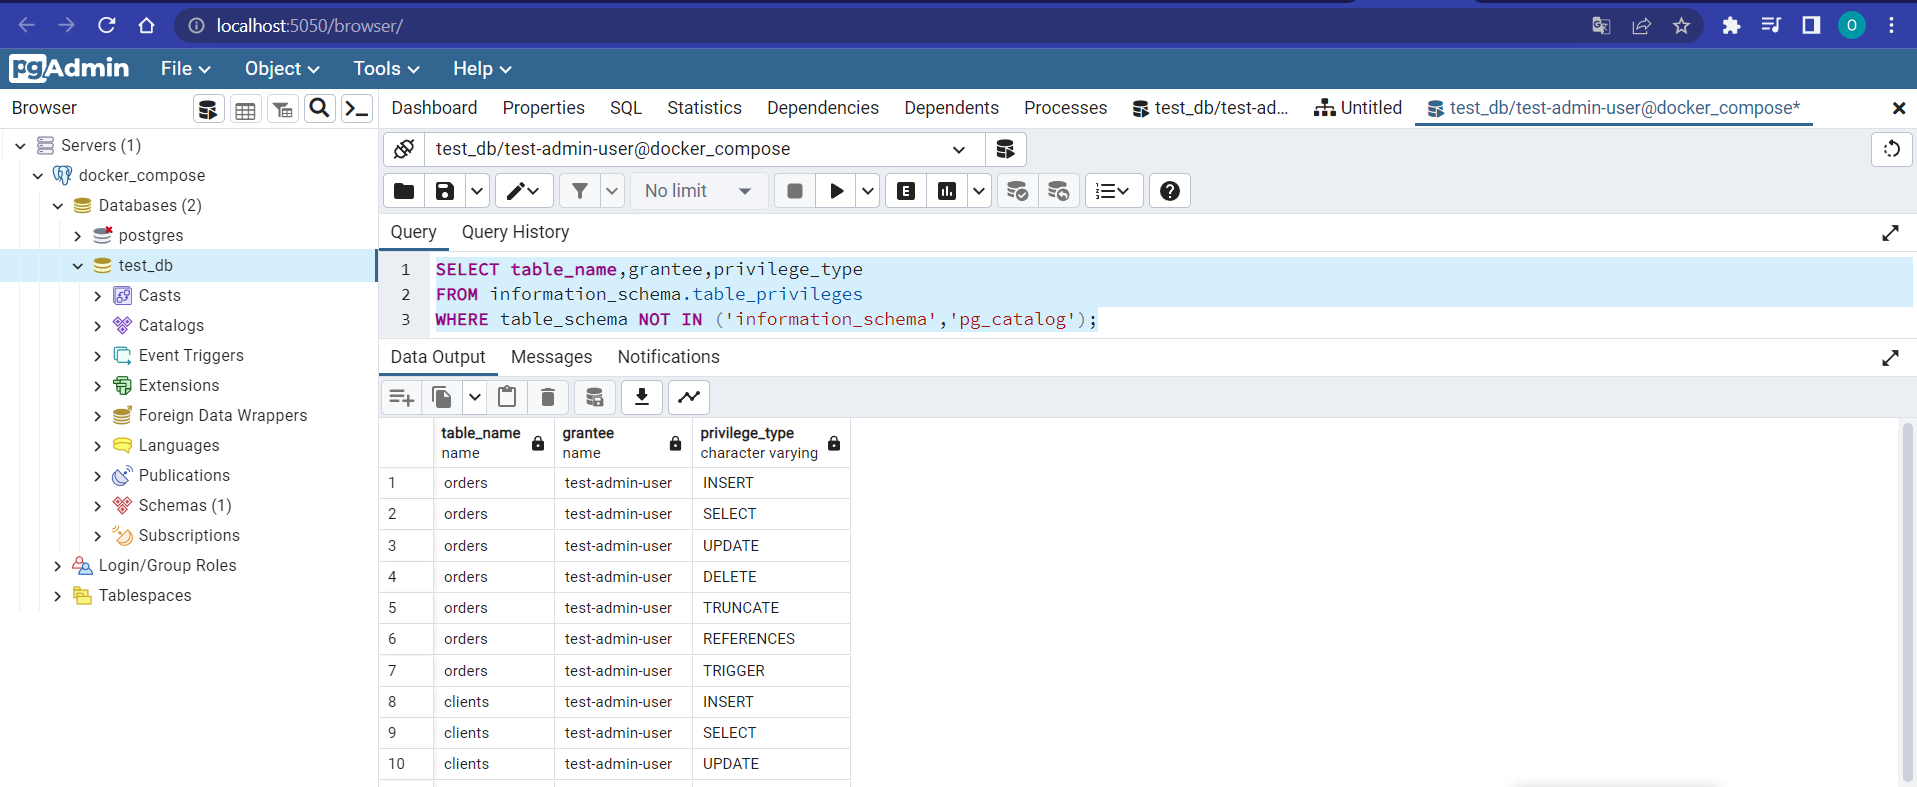 localhost:5050/browser/
O
pgAdmin
File
Object
Tools
Help
Browser
Dashboard
Properties
SQL
Statistics
Dependencies
Dependents
Processes
test_db/test-ad...
Untitled
test_db/test-admin-user@docker_compose*
Servers (1)
docker_compose
Databases (2)
postgres
test_db
Casts
Catalogs
Event Triggers
Extensions
Foreign Data Wrappers
Languages
Publications
Schemas (1)
Subscriptions
Login/Group Roles
Tablespaces
test_db/test-admin-user@docker_compose
No limit
E
Query
Query History
1 SELECT table_name,grantee,privilege_type
2 FROM information_schema.table_privileges
3 WHERE table_schema NOT IN ('information_schema','pg_catalog');
Data Output
Messages
Notifications
table_name name
grantee name
privilege_type character varying
1 orders test-admin-user INSERT
2 orders test-admin-user SELECT
3 orders test-admin-user UPDATE
4 orders test-admin-user DELETE
5 orders test-admin-user TRUNCATE
6 orders test-admin-user REFERENCES
7 orders test-admin-user TRIGGER
8 clients test-admin-user INSERT
9 clients test-admin-user SELECT
10 clients test-admin-user UPDATE